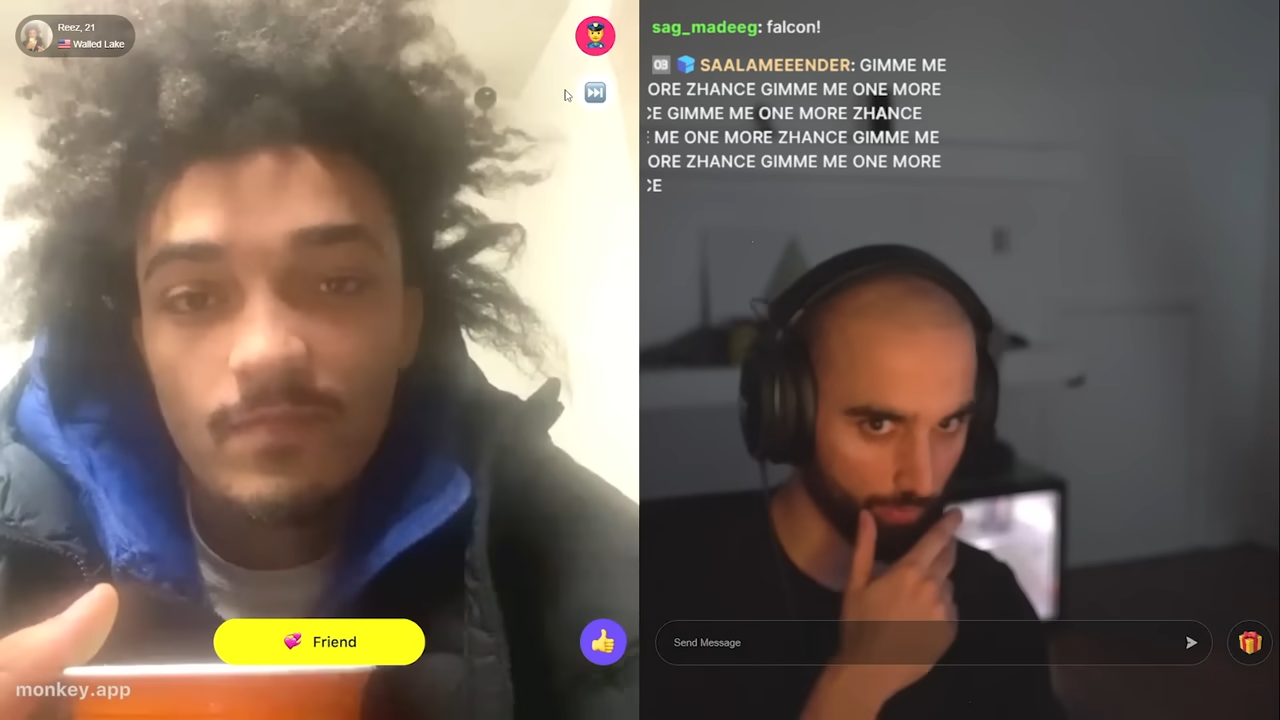 Reez, 21
Walled Lake
Friend
monkey.app
sag_madeeg: falcon!
03 SAALAMEEENDER: GIMME ME
ORE ZHANCE GIMME ME ONE MORE
CE GIMME ME ONE MORE ZHANCE
ME ONE MORE ZHANCE GIMME ME
ORE ZHANCE GIMME ME ONE MORE
CE
Send Message